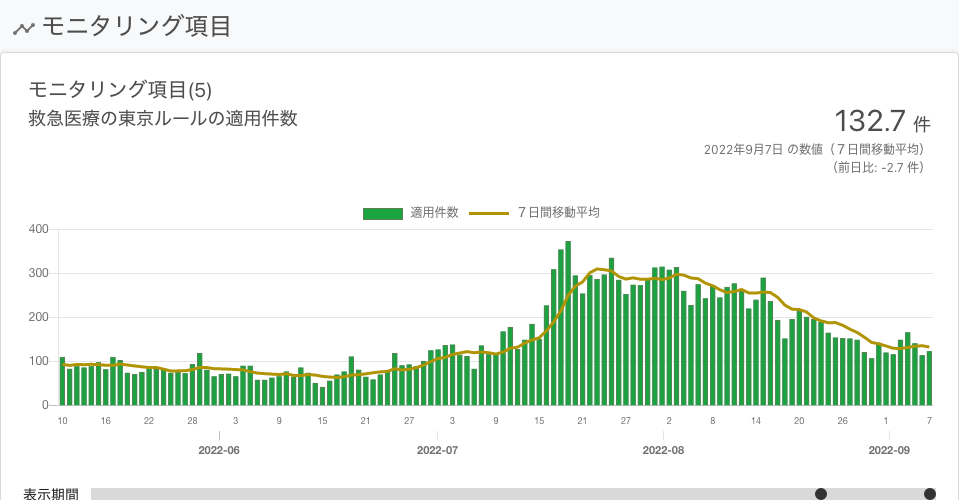 モニタリング項目
モニタリング項目(5)
救急医療の東京ルールの適用件数
132.7 件
2022年9月7日 の数値（７日間移動平均）
（前日比: -2.7 件）
適用件数 ７日間移動平均
400
300
200
100
0
10 16 22 28 3 9 15 21 27 3 9 15 21 27 2 8 14 20 26 1 7
2022-06 2022-07 2022-08 2022-09
表示期間